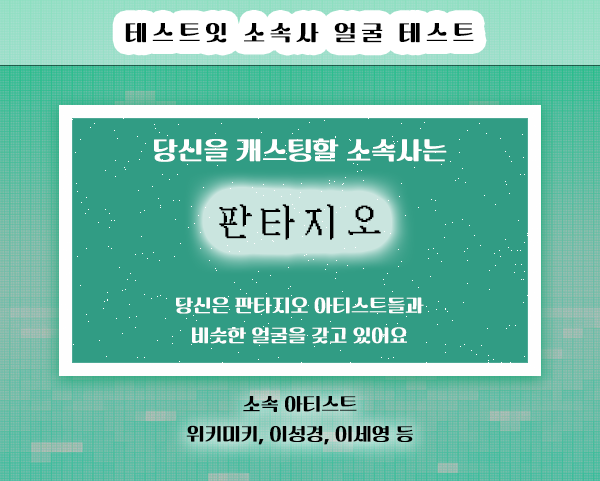 테스트잇 소속사 얼굴 테스트
당신을 캐스팅할 소속사는
판타지오
당신은 판타지오 아티스트들과
비슷한 얼굴을 갖고 있어요
소속 아티스트
위키미키, 이성경, 이세영 등